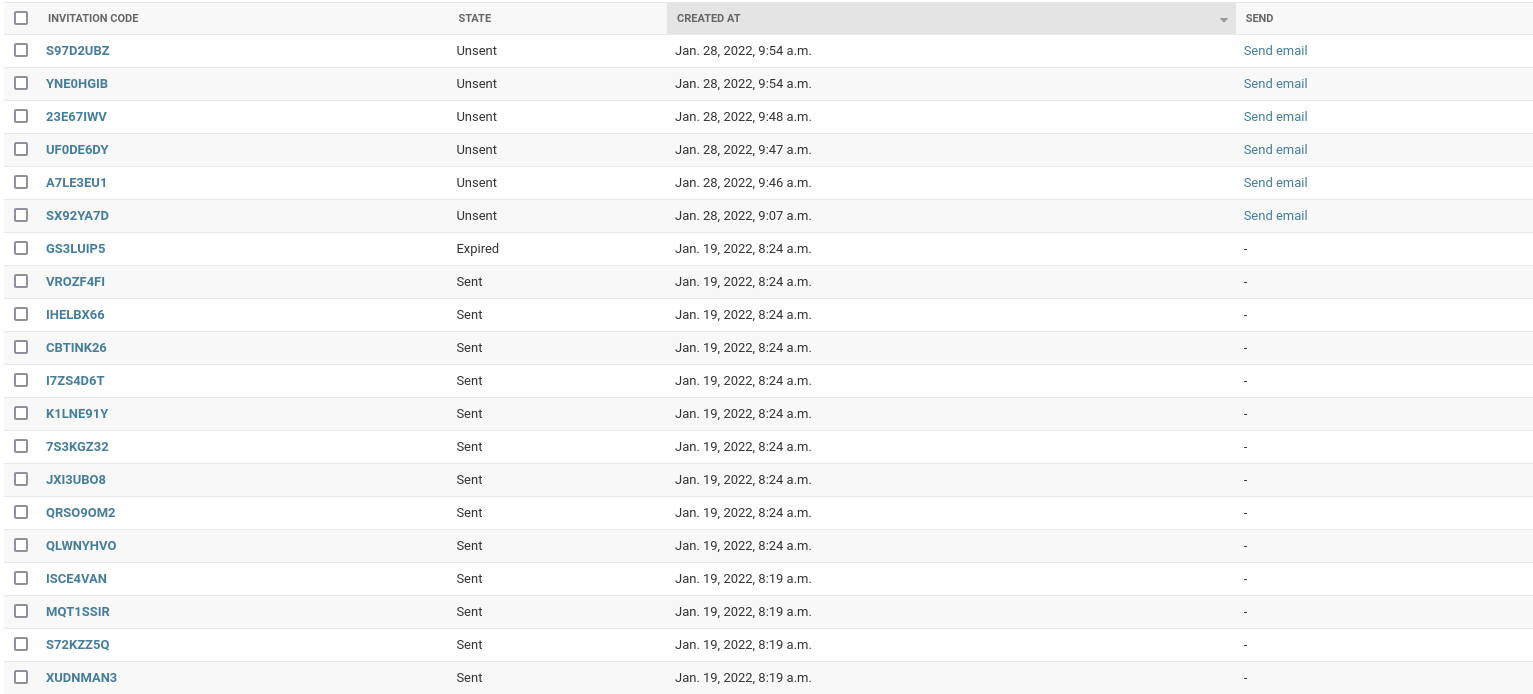 INVITATION CODE STATE CREATED AT SEND
S97D2UBZ Unsent Jan. 28, 2022, 9:54 a.m. Send email
YNE0HGIB Unsent Jan. 28, 2022, 9:54 a.m. Send email
23E67IWV Unsent Jan. 28, 2022, 9:48 a.m. Send email
UF0DE6DY Unsent Jan. 28, 2022, 9:47 a.m. Send email
A7LE3EU1 Unsent Jan. 28, 2022, 9:46 a.m. Send email
SX92YA7D Unsent Jan. 28, 2022, 9:07 a.m. Send email
GS3LUIP5 Expired Jan. 19, 2022, 8:24 a.m. -
VROZF4FI Sent Jan. 19, 2022, 8:24 a.m. -
IHELBX66 Sent Jan. 19, 2022, 8:24 a.m. -
CBTINK26 Sent Jan. 19, 2022, 8:24 a.m. -
I7ZS4D6T Sent Jan. 19, 2022, 8:24 a.m. -
K1LNE91Y Sent Jan. 19, 2022, 8:24 a.m. -
7S3KGZ32 Sent Jan. 19, 2022, 8:24 a.m. -
JXI3UBO8 Sent Jan. 19, 2022, 8:24 a.m. -
QRSO9OM2 Sent Jan. 19, 2022, 8:24 a.m. -
QLWNYHVO Sent Jan. 19, 2022, 8:24 a.m. -
ISCE4VAN Sent Jan. 19, 2022, 8:19 a.m. -
MQT1SSIR Sent Jan. 19, 2022, 8:19 a.m. -
S72KZZ5Q Sent Jan. 19, 2022, 8:19 a.m. -
XUDNMAN3 Sent Jan. 19, 2022, 8:19 a.m. -